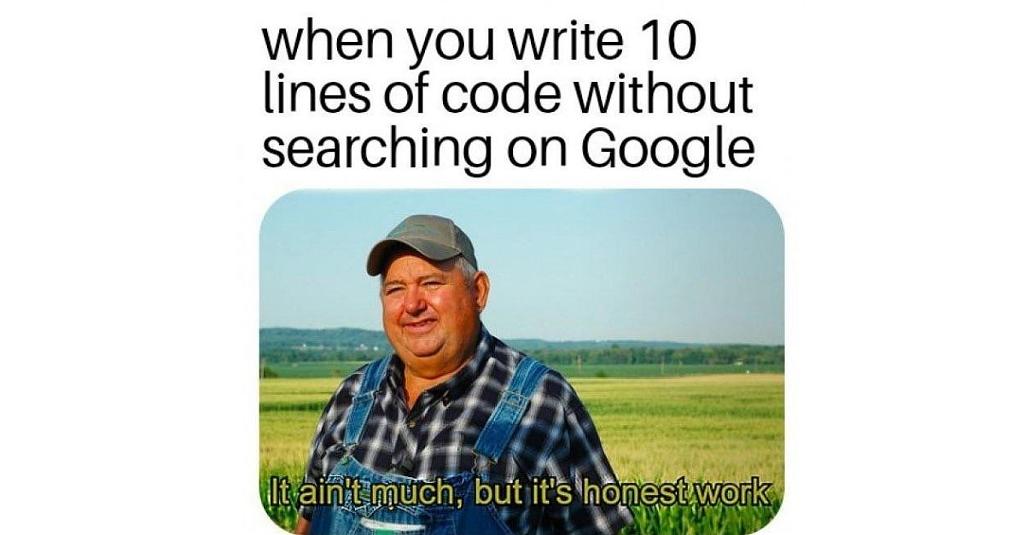 when you write 10
lines of code without
searching on Google
It ain't much, but it's honest work